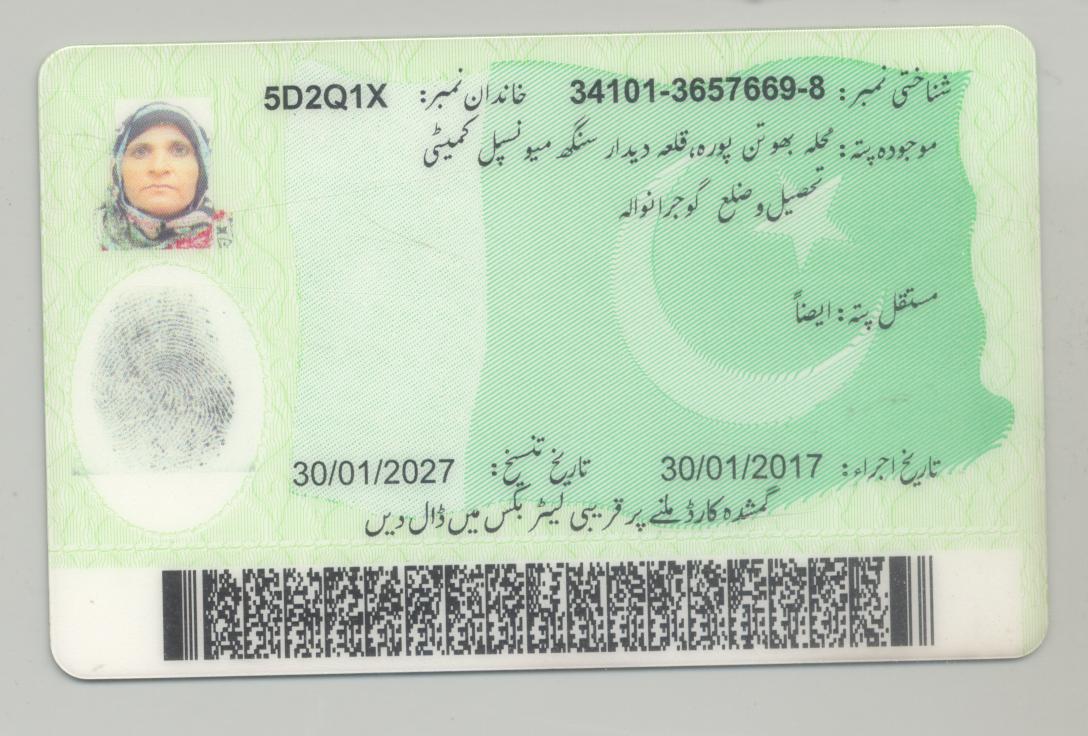 شناختی نمبر: 34101-3657669-8 خاندان نمبر: 5D2Q1X
موجودہ پتہ: محلہ بھوتن پورہ، قلعہ دیدار سنگھ میونسپل کمیٹی
تحصیل و ضلع گوجرانوالہ
مستقل پتہ: ایضاً
تاریخ اجراء: 30/01/2017 تاریخ تنسیخ: 30/01/2027
گمشدہ کارڈ ملنے پر قریبی لیٹر بکس میں ڈال دیں